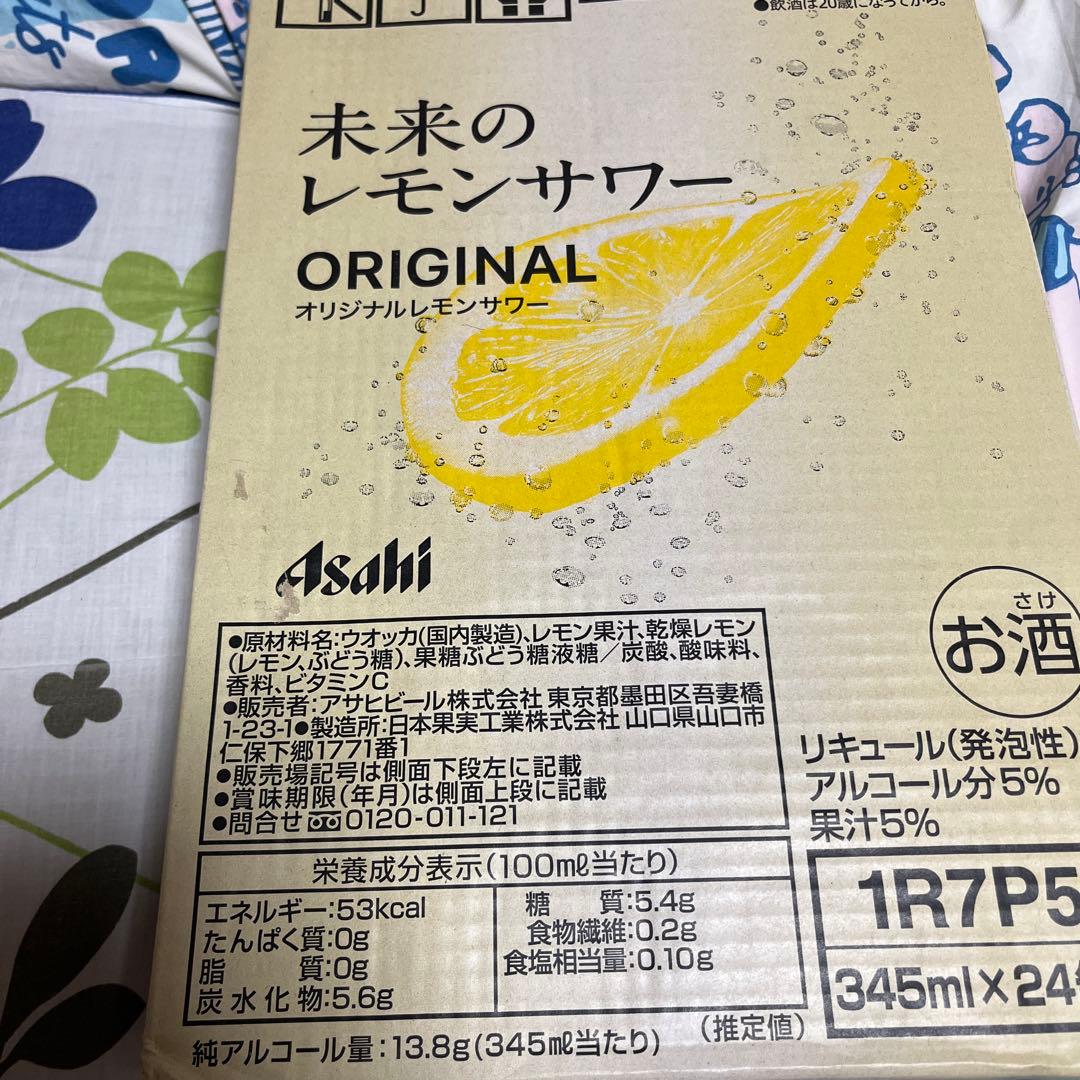 ●飲酒は20歳になってから。
未来の
レモンサワー
ORIGINAL
オリジナルレモンサワー
Asahi
●原材料名:ウオッカ(国内製造)、レモン果汁、乾燥レモン
(レモン、ぶどう糖)、果糖ぶどう糖液糖／炭酸、酸味料、
香料、ビタミンC
●販売者:アサヒビール株式会社 東京都墨田区吾妻橋
1-23-1●製造所:日本果実工業株式会社 山口県山口市
仁保下郷1771番1
●販売場記号は側面下段左に記載
●賞味期限(年月)は側面上段に記載
●問合せ 0120-011-121
さけ
お酒
リキュール(発泡性)
アルコール分5%
果汁5%
1R7P5
345ml×24
栄養成分表示(100ml当たり)
エネルギー:53kcal
たんぱく質:0g
脂 質:0g
炭水化物:5.6g
糖 質:5.4g
食物繊維:0.2g
食塩相当量:0.10g
(推定値)
純アルコール量:13.8g(345ml当たり)